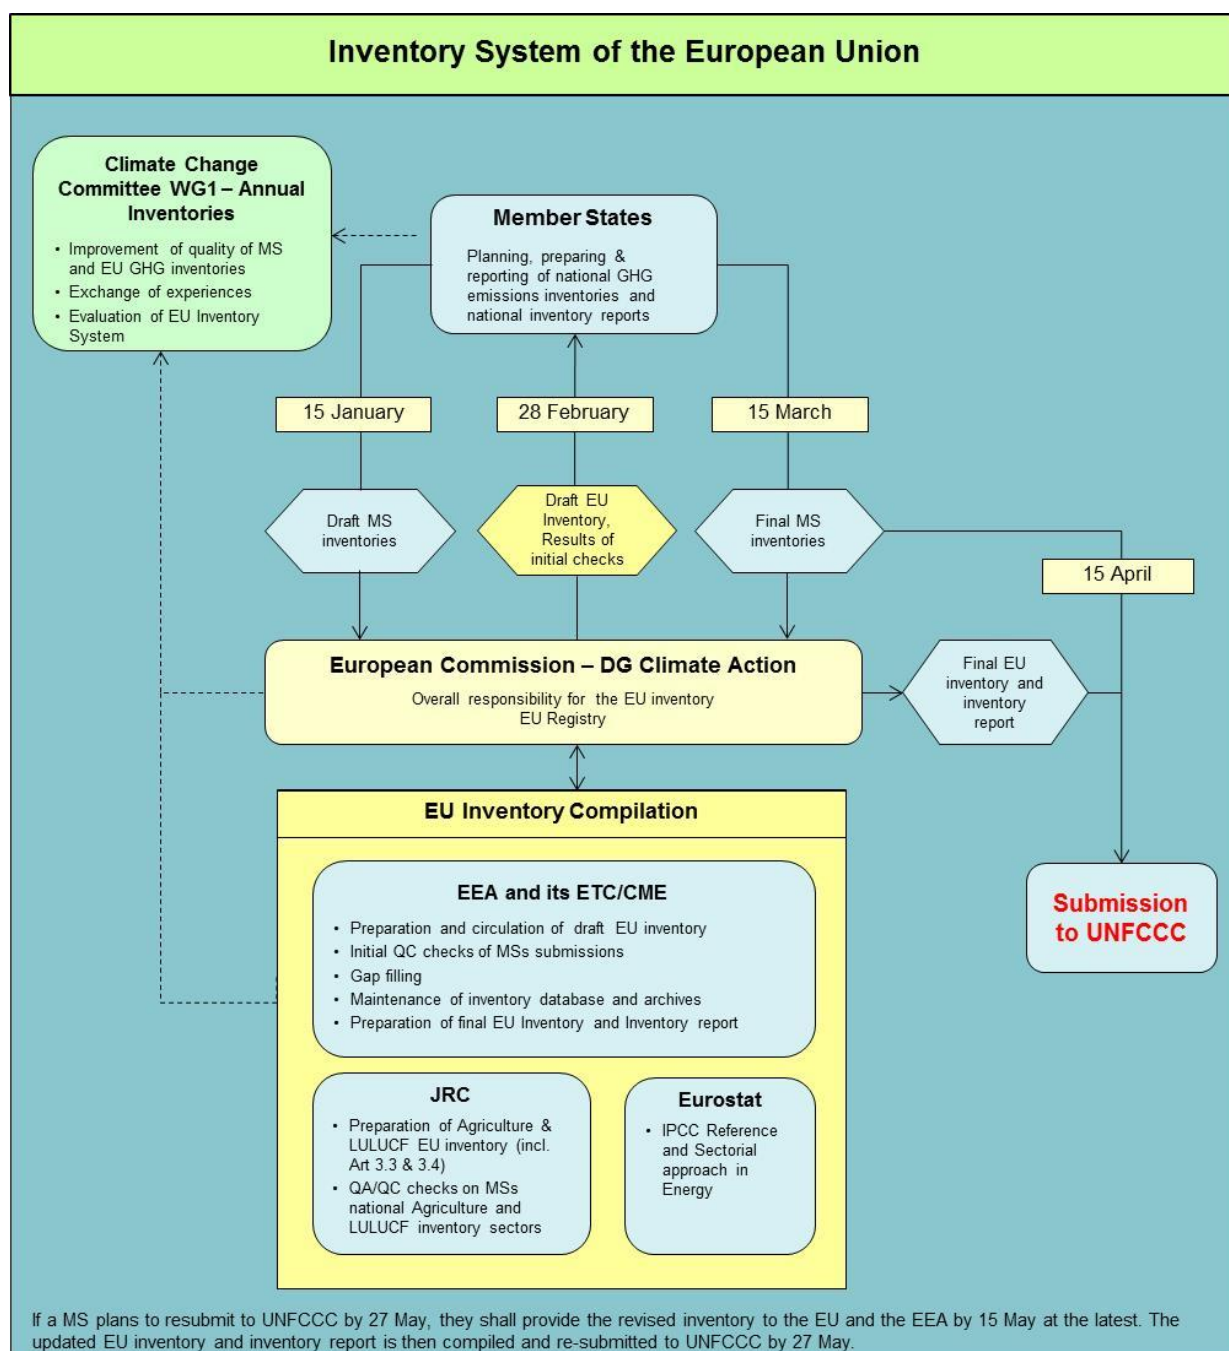 Inventory System of the European Union
Climate Change
Committee WG1 – Annual
Inventories
• Improvement of quality of MS
and EU GHG inventories
• Exchange of experiences
• Evaluation of EU Inventory
System
Member States
Planning, preparing &
reporting of national GHG
emissions inventories and
national inventory reports
15 January
28 February
15 March
Draft MS
inventories
Draft EU
Inventory,
Results of
initial checks
Final MS
inventories
15 April
European Commission – DG Climate Action
Overall responsibility for the EU inventory
EU Registry
Final EU
inventory and
inventory
report
EU Inventory Compilation
EEA and its ETC/CME
• Preparation and circulation of draft EU inventory
• Initial QC checks of MSs submissions
• Gap filling
• Maintenance of inventory database and archives
• Preparation of final EU Inventory and Inventory report
Submission
to UNFCCC
JRC
• Preparation of Agriculture &
LULUCF EU inventory (incl.
Art 3.3 & 3.4)
• QA/QC checks on MSs
national Agriculture and
LULUCF inventory sectors
Eurostat
• IPCC Reference
and Sectorial
approach in
Energy
If a MS plans to resubmit to UNFCCC by 27 May, they shall provide the revised inventory to the EU and the EEA by 15 May at the latest. The
updated EU inventory and inventory report is then compiled and re-submitted to UNFCCC by 27 May.